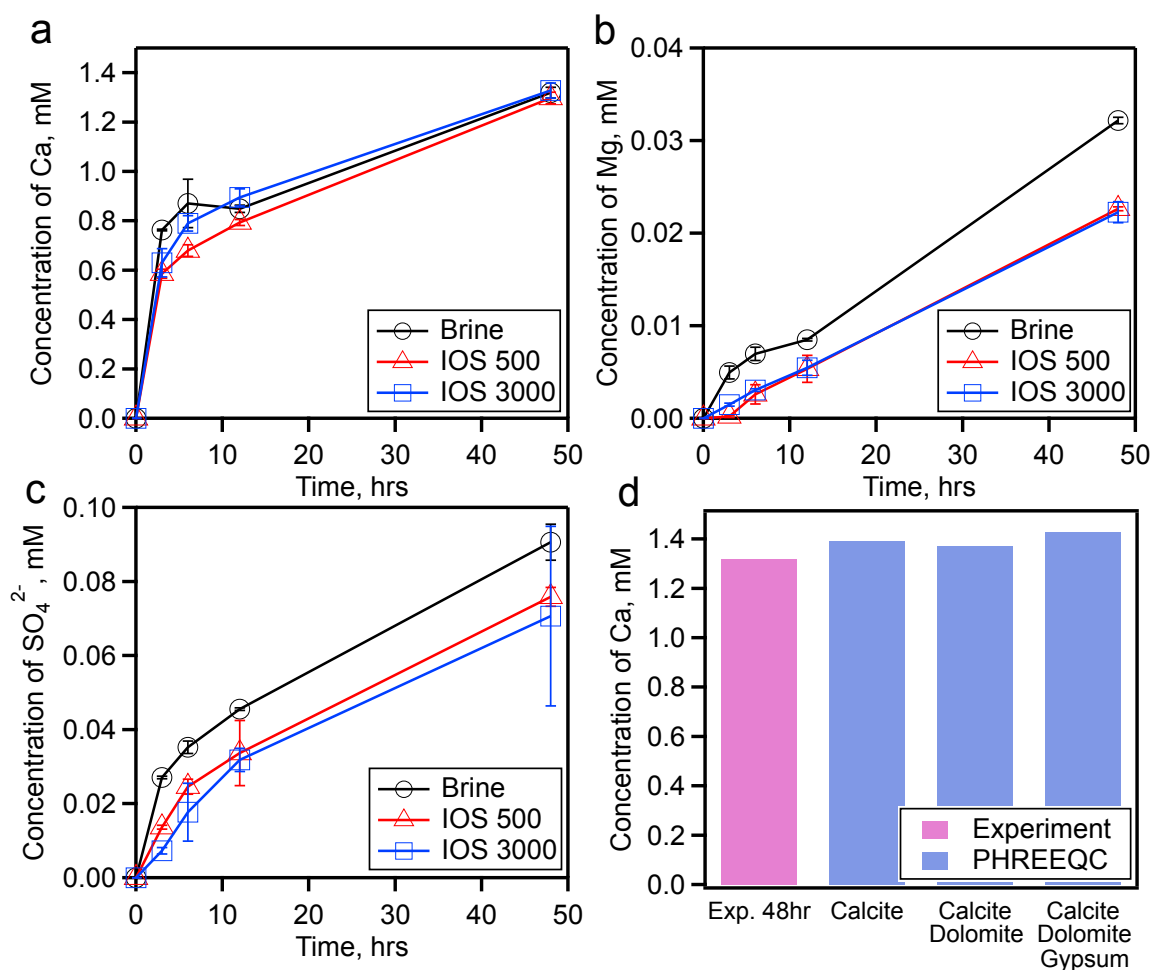 a
Concentration of Ca, mM
1.4
1.2
1.0
0.8
0.6
0.4
0.2
0.0
0 10 20 30 40 50
Time, hrs
Brine
IOS 500
IOS 3000
b
Concentration of Mg, mM
0.04
0.03
0.02
0.01
0.00
0 10 20 30 40 50
Time, hrs
Brine
IOS 500
IOS 3000
c
Concentration of SO₄²⁻, mM
0.10
0.08
0.06
0.04
0.02
0.00
0 10 20 30 40 50
Time, hrs
Brine
IOS 500
IOS 3000
d
Concentration of Ca, mM
1.4
1.2
1.0
0.8
0.6
0.4
0.2
0.0
Experiment
PHREEQC
Exp. 48hr
Calcite
Calcite
Dolomite
Calcite
Dolomite
Gypsum